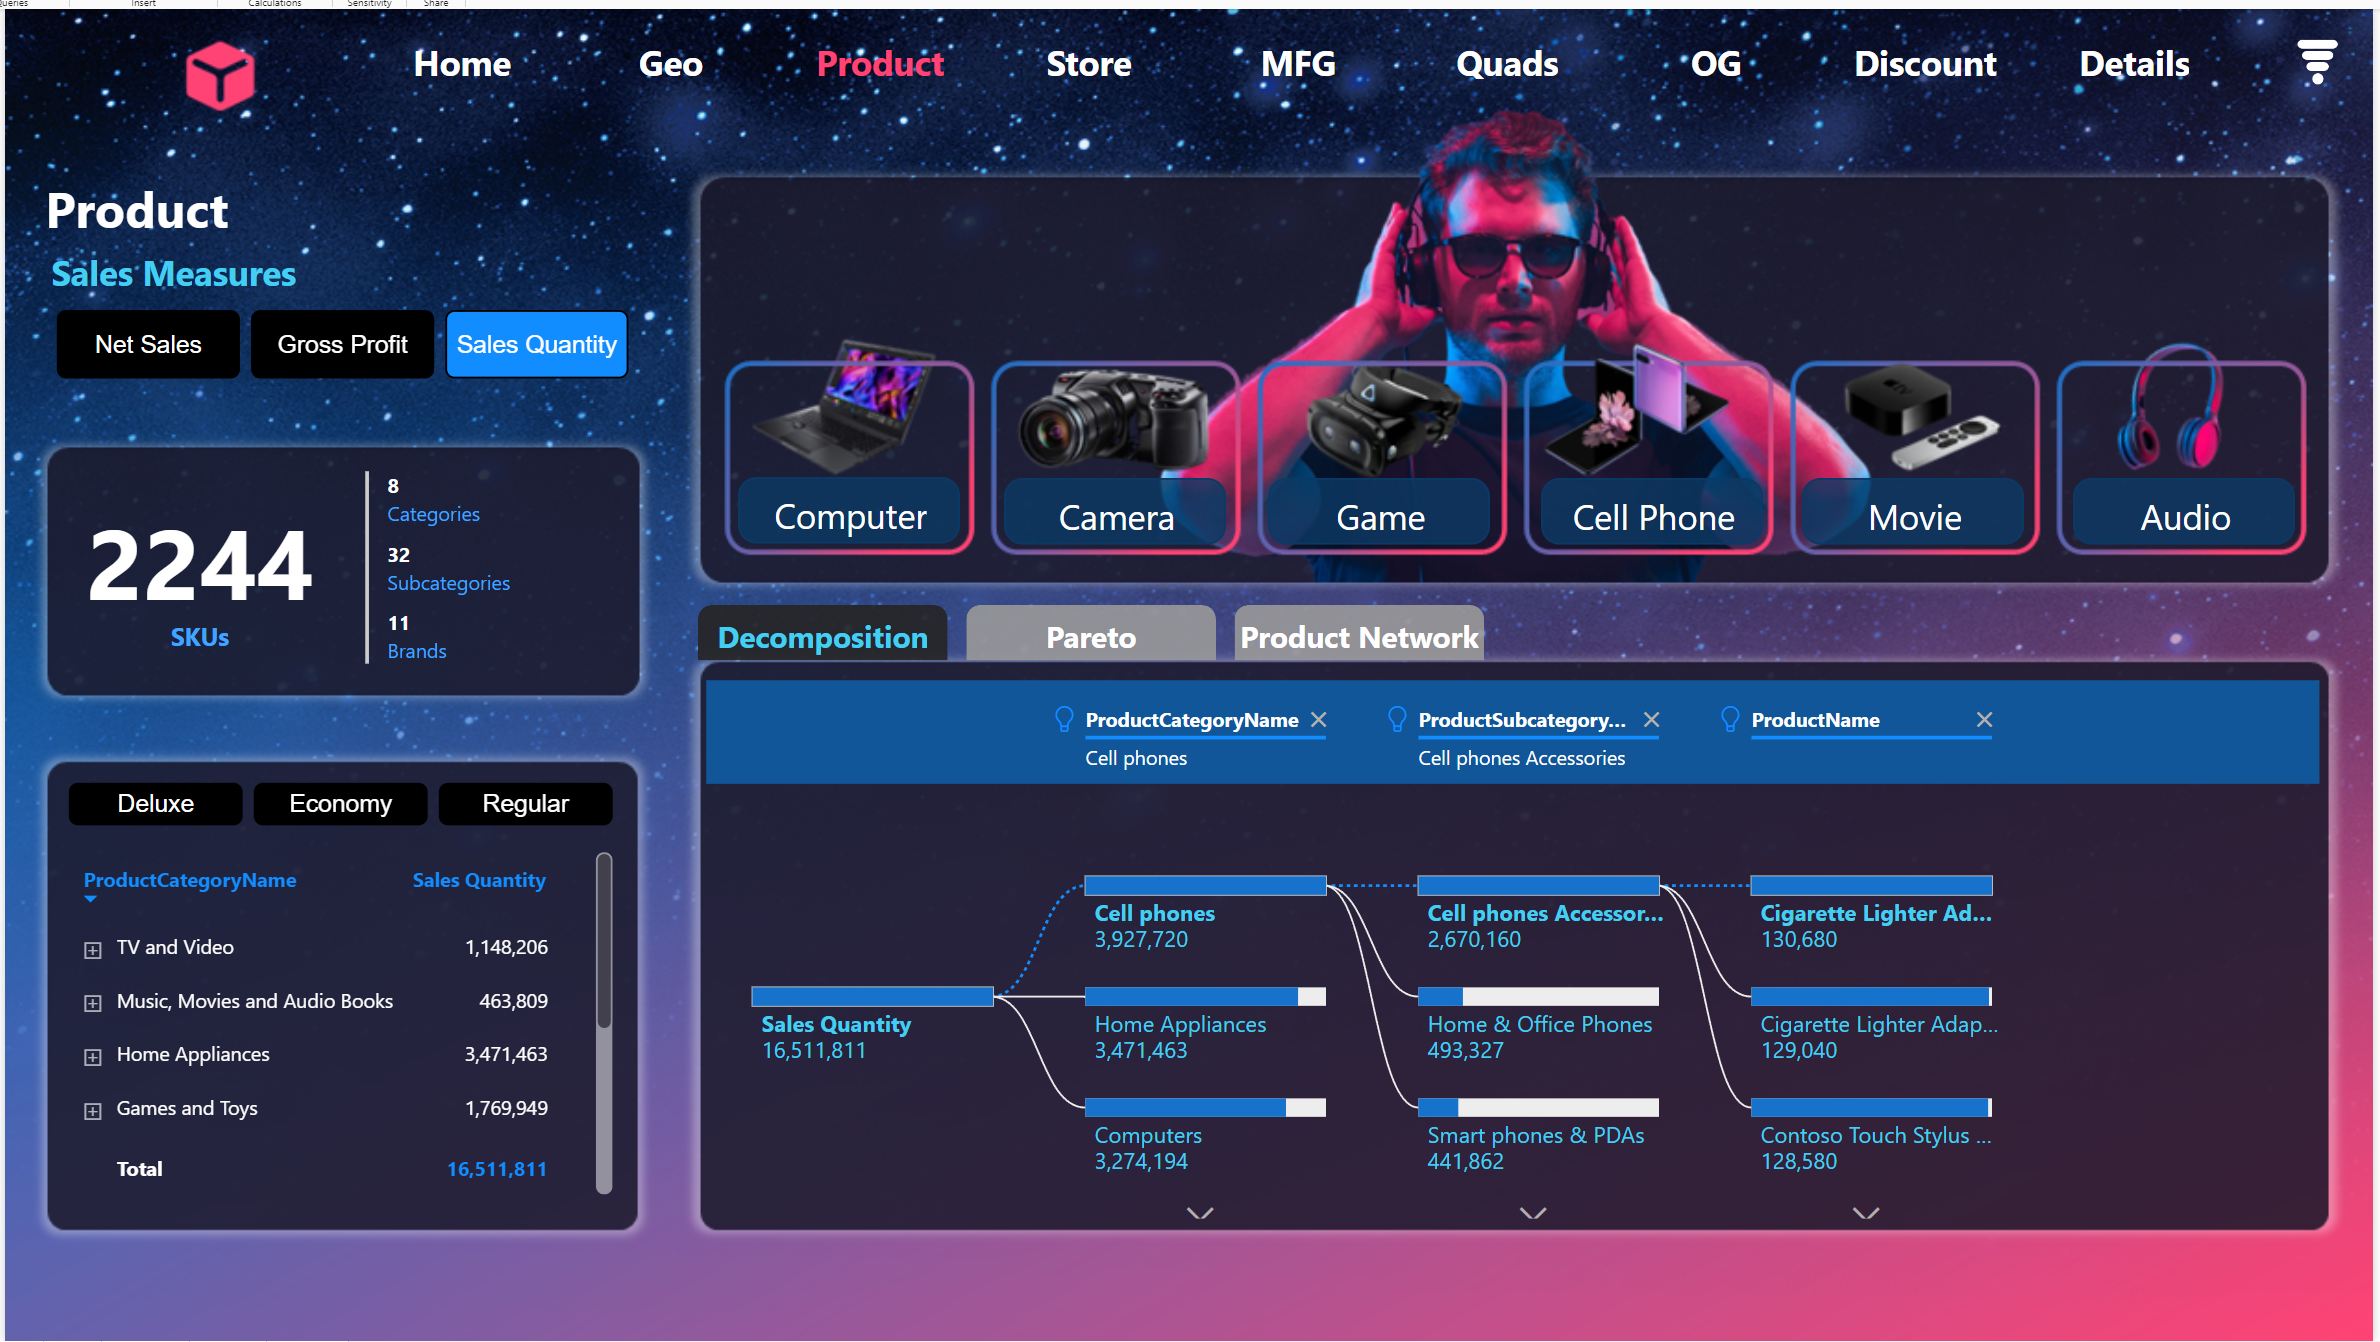 ueries Insert Calculations Sensitivity Share
Home Geo Product Store MFG Quads OG Discount Details
Product
Sales Measures
Net Sales Gross Profit Sales Quantity
2244
SKUs
8
Categories
32
Subcategories
11
Brands
Deluxe Economy Regular
ProductCategoryName Sales Quantity
TV and Video 1,148,206
Music, Movies and Audio Books 463,809
Home Appliances 3,471,463
Games and Toys 1,769,949
Total 16,511,811
Computer Camera Game Cell Phone Movie Audio
Decomposition Pareto Product Network
ProductCategoryName ProductSubcategory... ProductName
Cell phones Cell phones Accessories
Sales Quantity
16,511,811
Cell phones
3,927,720
Home Appliances
3,471,463
Computers
3,274,194
Cell phones Accessor...
2,670,160
Home & Office Phones
493,327
Smart phones & PDAs
441,862
Cigarette Lighter Ad...
130,680
Cigarette Lighter Adap...
129,040
Contoso Touch Stylus ...
128,580